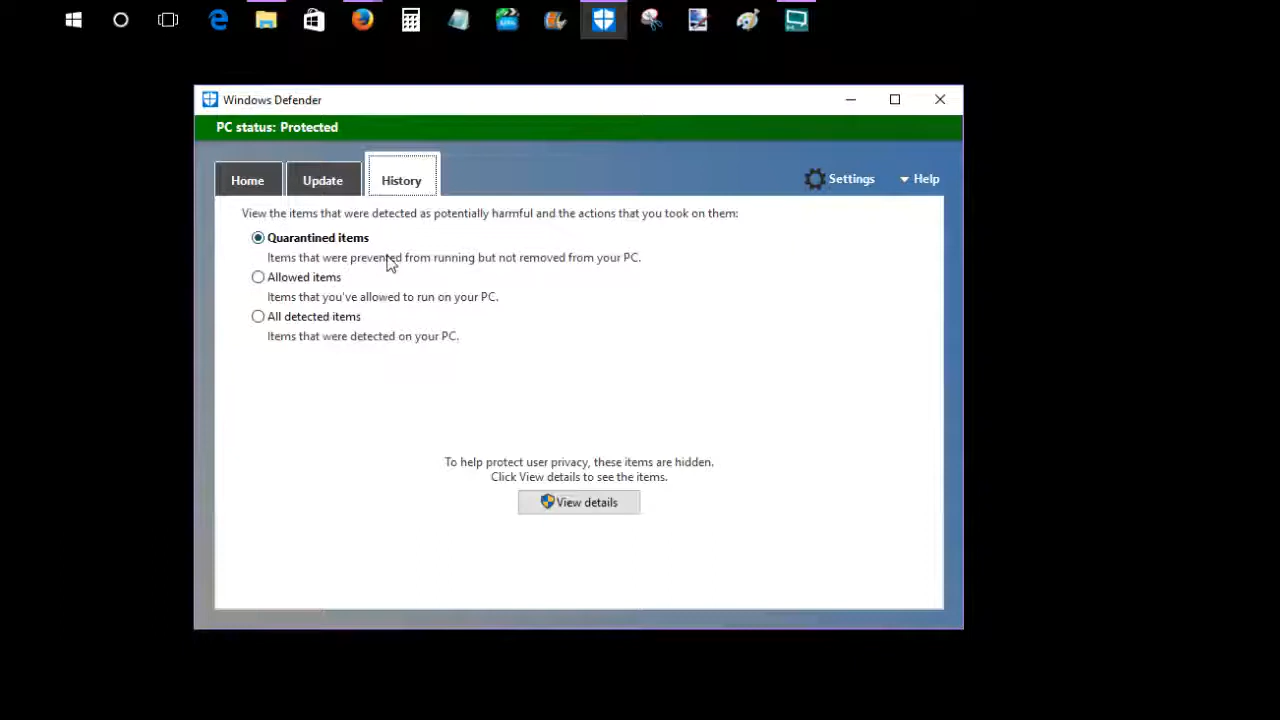 Windows Defender
PC status: Protected
Home
Update
History
Settings
Help
View the items that were detected as potentially harmful and the actions that you took on them:
Quarantined items
Items that were prevented from running but not removed from your PC.
Allowed items
Items that you've allowed to run on your PC.
All detected items
Items that were detected on your PC.
To help protect user privacy, these items are hidden.
Click View details to see the items.
View details